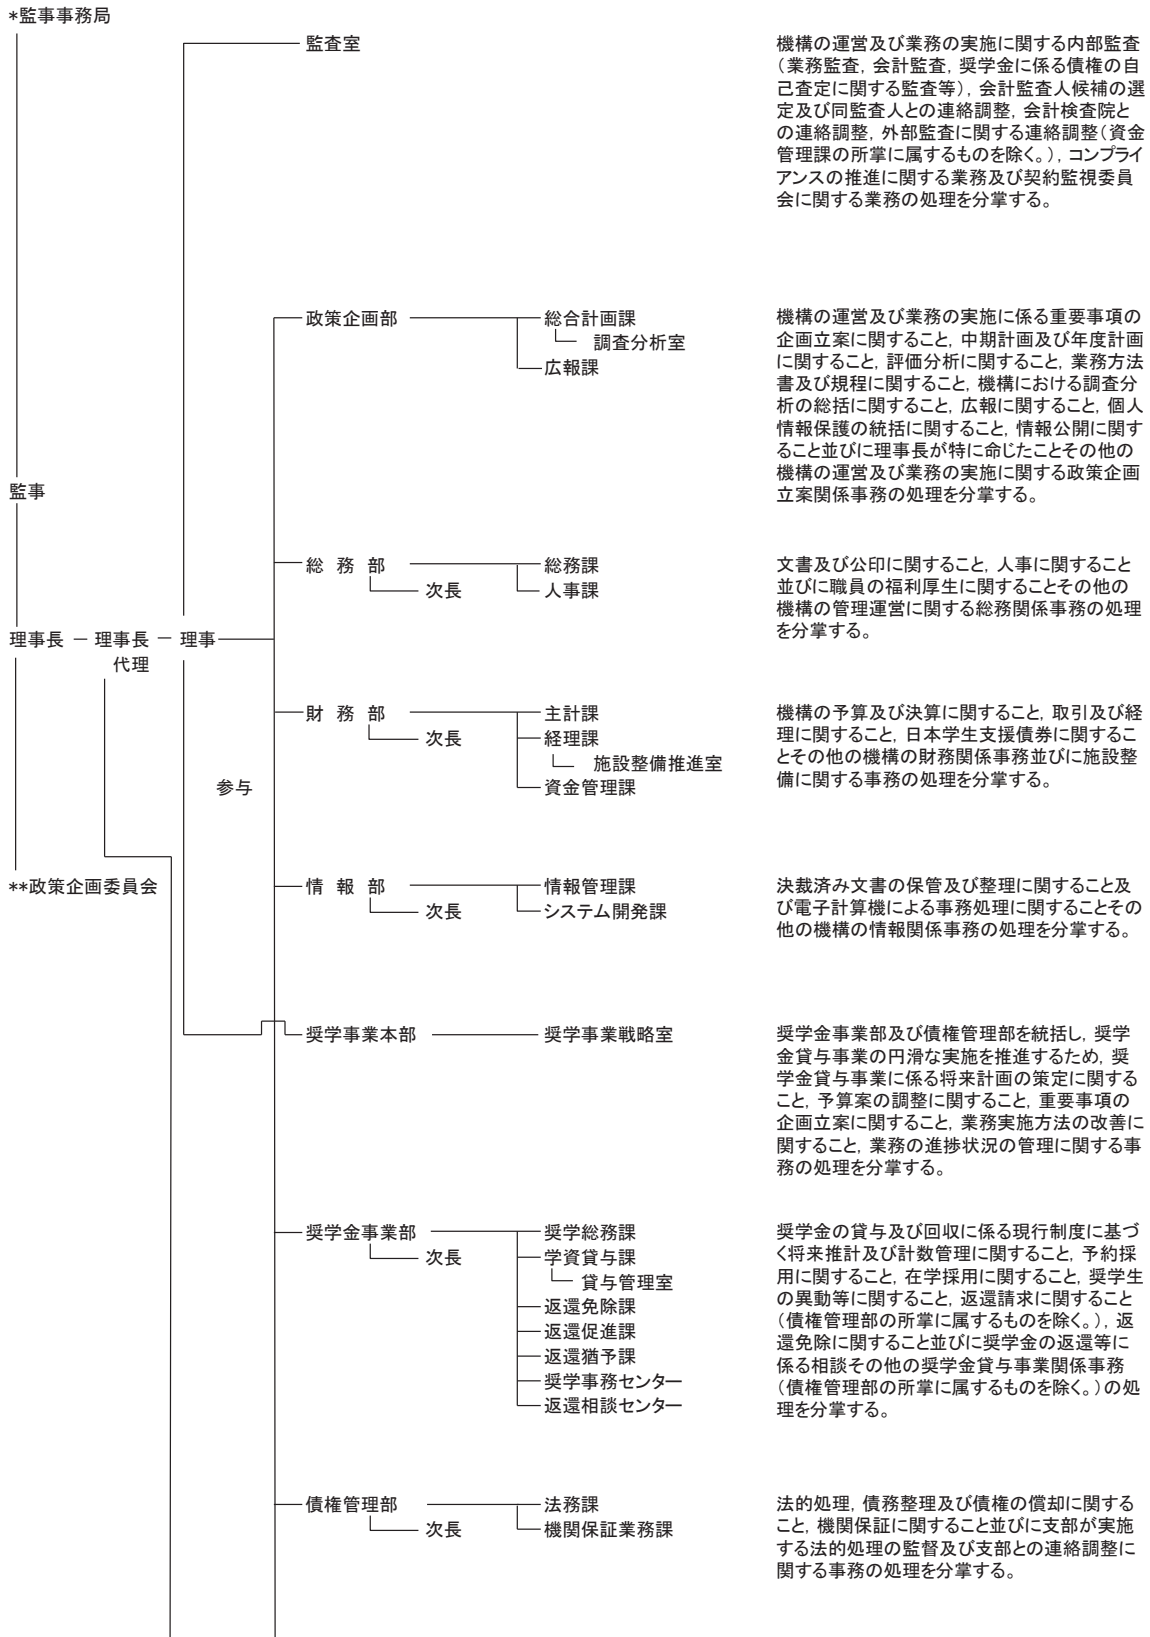 *監事事務局
監査室
機構の運営及び業務の実施に関する内部監査
(業務監査, 会計監査, 奨学金に係る債権の自
己査定に関する監査等), 会計監査人候補の選
定及び同監査人との連絡調整, 会計検査院と
の連絡調整, 外部監査に関する連絡調整(資金
管理課の所掌に属するものを除く。), コンプライ
アンスの推進に関する業務及び契約監視委員
会に関する業務の処理を分掌する。
政策企画部
総合計画課
調査分析室
広報課
機構の運営及び業務の実施に係る重要事項の
企画立案に関すること, 中期計画及び年度計画
に関すること, 評価分析に関すること, 業務方法
書及び規程に関すること, 機構における調査分
析の総括に関すること, 広報に関すること, 個人
情報保護の統括に関すること, 情報公開に関す
ること並びに理事長が特に命じたことその他の
機構の運営及び業務の実施に関する政策企画
立案関係事務の処理を分掌する。
監事
総 務 部
次長
総務課
人事課
文書及び公印に関すること, 人事に関すること
並びに職員の福利厚生に関することその他の
機構の管理運営に関する総務関係事務の処理
を分掌する。
理事長 － 理事長 － 理事
代理
財 務 部
次長
主計課
経理課
施設整備推進室
資金管理課
機構の予算及び決算に関すること, 取引及び経
理に関すること, 日本学生支援債券に関するこ
とその他の機構の財務関係事務並びに施設整
備に関する事務の処理を分掌する。
参与
**政策企画委員会
情 報 部
次長
情報管理課
システム開発課
決裁済み文書の保管及び整理に関すること及
び電子計算機による事務処理に関することその
他の機構の情報関係事務の処理を分掌する。
奨学事業本部
奨学事業戦略室
奨学金事業部及び債権管理部を統括し, 奨学
金貸与事業の円滑な実施を推進するため, 奨
学金貸与事業に係る将来計画の策定に関する
こと, 予算案の調整に関すること, 重要事項の
企画立案に関すること, 業務実施方法の改善に
関すること, 業務の進捗状況の管理に関する事
務の処理を分掌する。
奨学金事業部
次長
奨学総務課
学資貸与課
貸与管理室
返還免除課
返還促進課
返還猶予課
奨学事務センター
返還相談センター
奨学金の貸与及び回収に係る現行制度に基づ
く将来推計及び計数管理に関すること, 予約採
用に関すること, 在学採用に関すること, 奨学生
の異動等に関すること, 返還請求に関すること
(債権管理部の所掌に属するものを除く。), 返
還免除に関すること並びに奨学金の返還等に
係る相談その他の奨学金貸与事業関係事務
(債権管理部の所掌に属するものを除く。)の処
理を分掌する。
債権管理部
次長
法務課
機関保証業務課
法的処理, 債務整理及び債権の償却に関する
こと, 機関保証に関すること並びに支部が実施
する法的処理の監督及び支部との連絡調整に
関する事務の処理を分掌する。